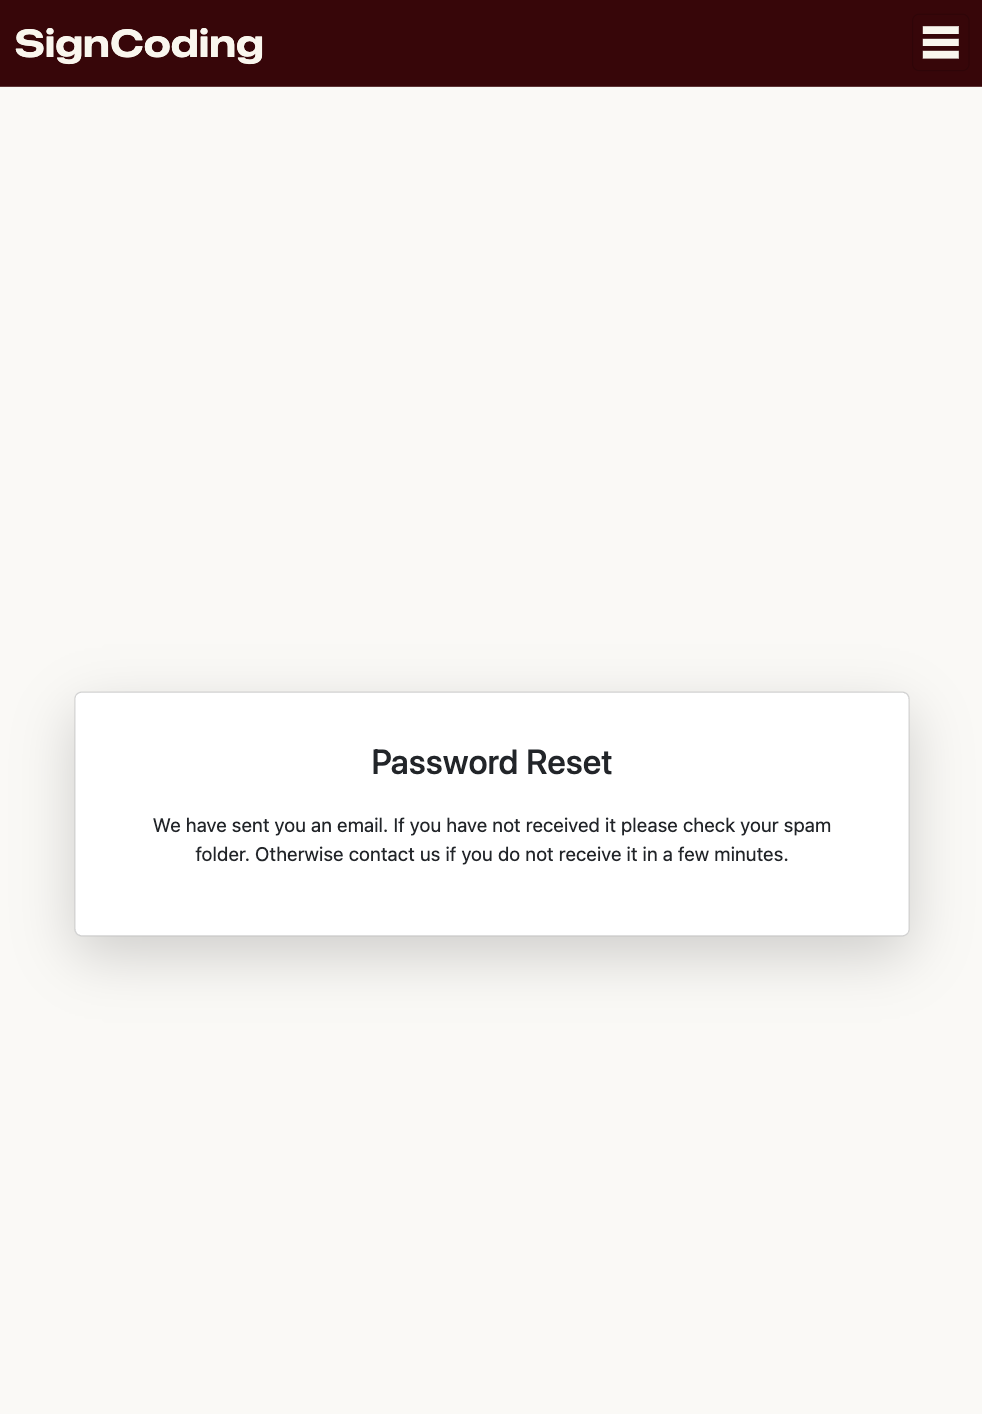 SignCoding
Password Reset
We have sent you an email. If you have not received it please check your spam
folder. Otherwise contact us if you do not receive it in a few minutes.